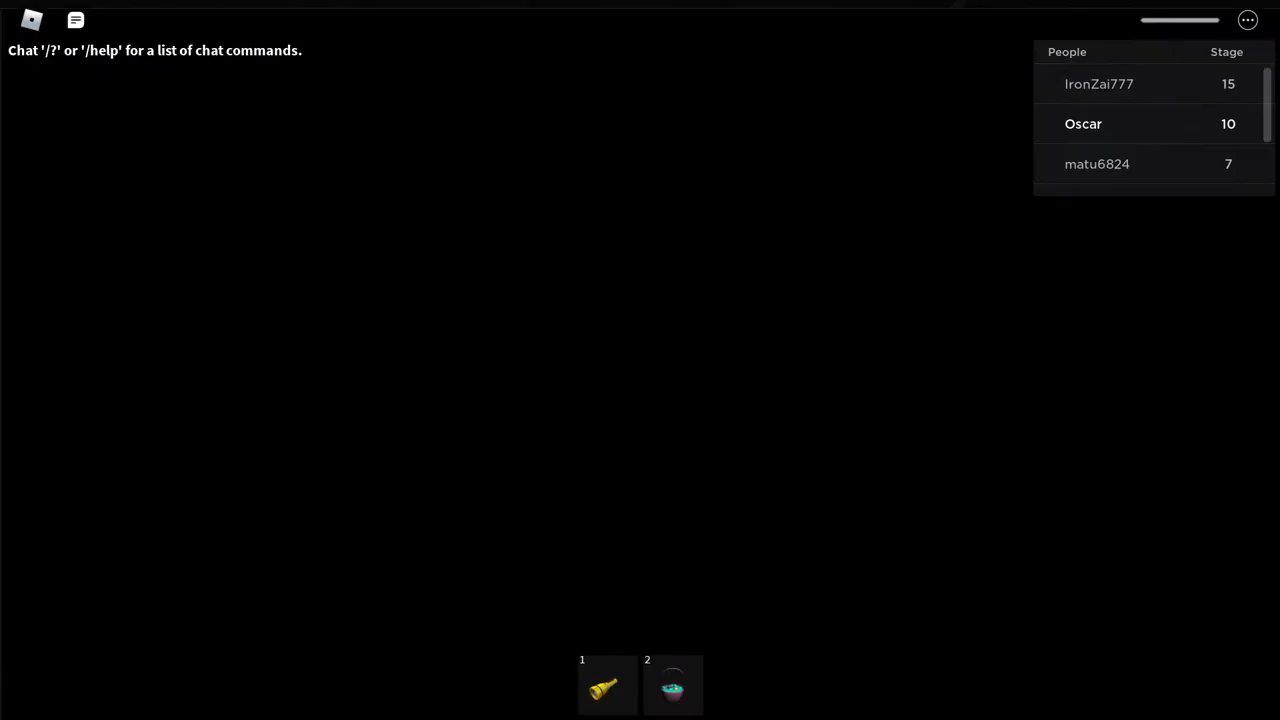 Chat '/?' or '/help' for a list of chat commands.
People Stage
IronZai777 15
Oscar 10
matu6824 7
1 2